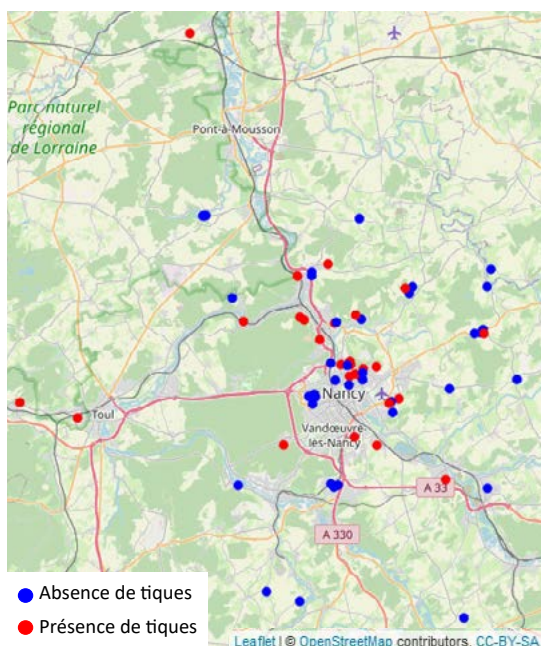 Parc naturel
régional
de Lorraine
Pont-à-Mousson
Toul
Nancy
Vandœuvre-
lès-Nancy
A 33
A 330
Absence de tiques
Présence de tiques
Leaflet | © OpenStreetMap contributors, CC-BY-SA